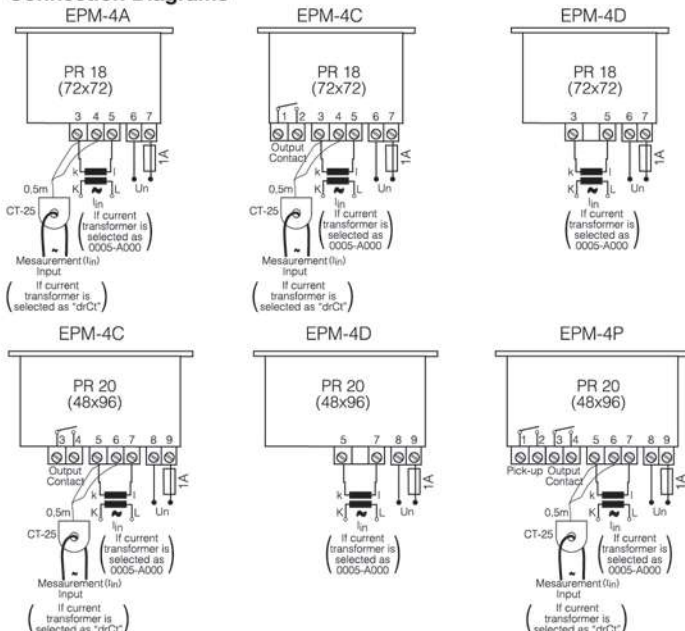 Connection Diagrams
EPM-4A
PR 18
(72x72)
3 4 5 6 7
1A
k l
K L
Un
0,5m
CT-25
Iin
(If current
transformer is
selected as
0005-A000)
Mesaurement (Iin)
Input
(If current
transformer is
selected as "drCt")
EPM-4C
PR 18
(72x72)
1 2 3 4 5 6 7
Output
Contact
1A
k l
K L
Un
0,5m
CT-25
Iin
(If current
transformer is
selected as
0005-A000)
Mesaurement (Iin)
Input
(If current
transformer is
selected as "drCt")
EPM-4D
PR 18
(72x72)
3 5 6 7
1A
k l
K L
Un
Iin
(If current
transformer is
selected as
0005-A000)
EPM-4C
PR 20
(48x96)
3 4 5 6 7 8 9
Output
Contact
1A
k l
K L
Un
0,5m
CT-25
Iin
(If current
transformer is
selected as
0005-A000)
Mesaurement (Iin)
Input
(If current
transformer is
selected as "drCt")
EPM-4D
PR 20
(48x96)
5 7 8 9
1A
k l
K L
Un
Iin
(If current
transformer is
selected as
0005-A000)
EPM-4P
PR 20
(48x96)
1 2 3 4 5 6 7 8 9
Pick-up Output
Contact
1A
k l
K L
Un
0,5m
CT-25
Iin
(If current
transformer is
selected as
0005-A000)
Mesaurement (Iin)
Input
(If current
transformer is
selected as "drCt")